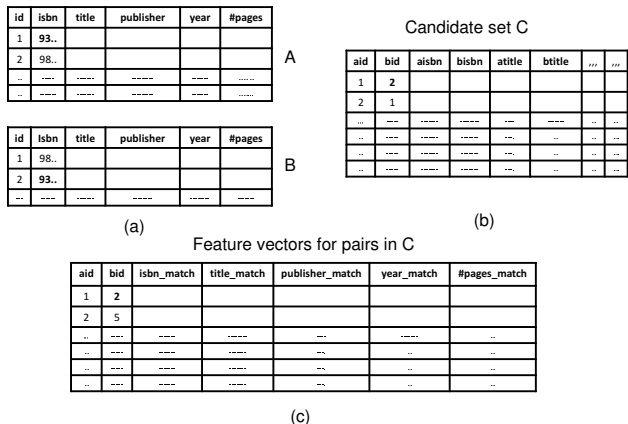 id isbn title publisher year #pages
1 93..
2 98..
.. ..... ...... ..... ..... ......
.. ..... ...... ..... ..... ......
A
id Isbn title publisher year #pages
1 98..
2 93..
B
(a)
Candidate set C
aid bid aisbn bisbn atitle btitle ,,, ,,,
1 2
2 1
(b)
Feature vectors for pairs in C
aid bid isbn_match title_match publisher_match year_match #pages_match
1 2
2 5
(c)